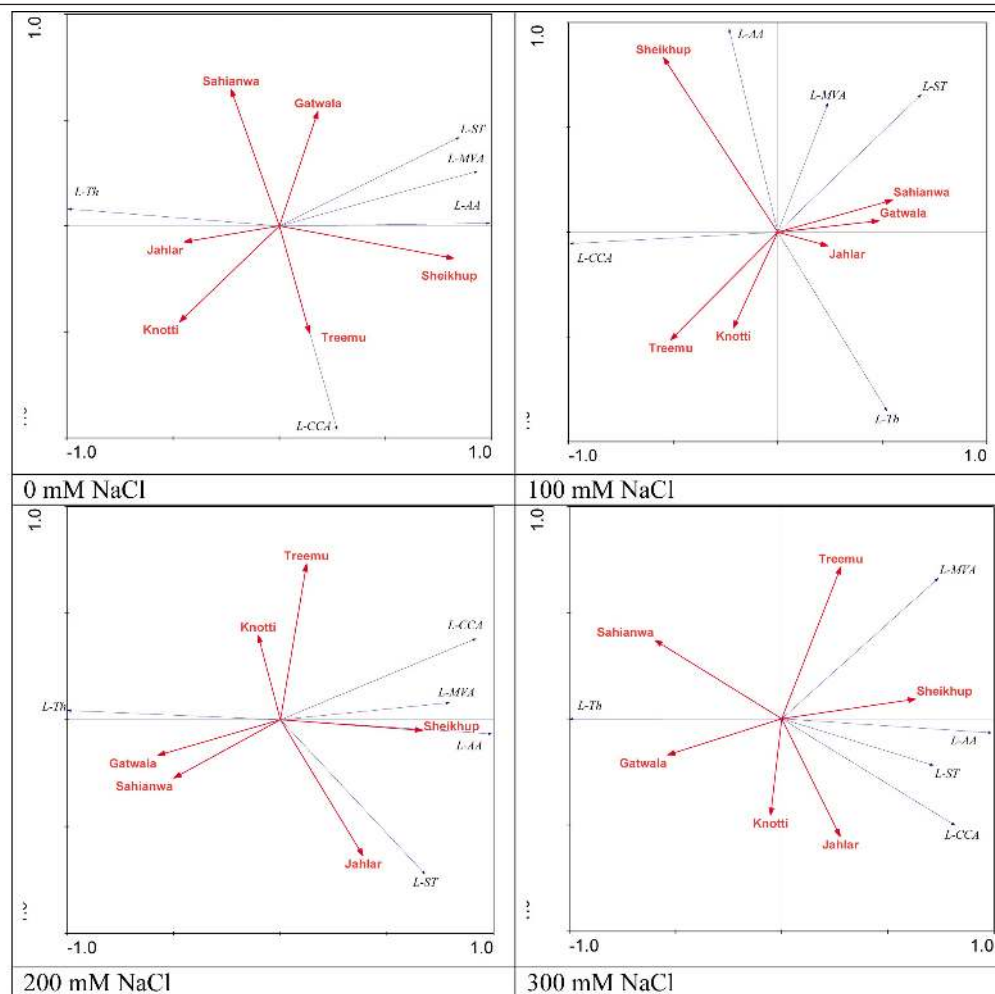 1.0
Sahianwa
Gatwala
L-ST
L-MVA
L-Th
L-AA
Jahlar
Sheikhup
Knotti
Treemu
L-CCA
-1.0 1.0
0 mM NaCl
1.0
L-AA
Sheikhup
L-MVA
L-ST
Sahianwa
Gatwala
Jahlar
L-CCA
Treemu
Knotti
L-Th
-1.0 1.0
100 mM NaCl
1.0
Treemu
Knotti
L-CCA
L-MVA
L-Th
Sheikhup
L-AA
Gatwala
Sahianwa
Jahlar
L-ST
-1.0 1.0
200 mM NaCl
1.0
Treemu
L-MVA
Sahianwa
Sheikhup
L-Th
L-AA
Gatwala
L-ST
Knotti
L-CCA
Jahlar
-1.0 1.0
300 mM NaCl